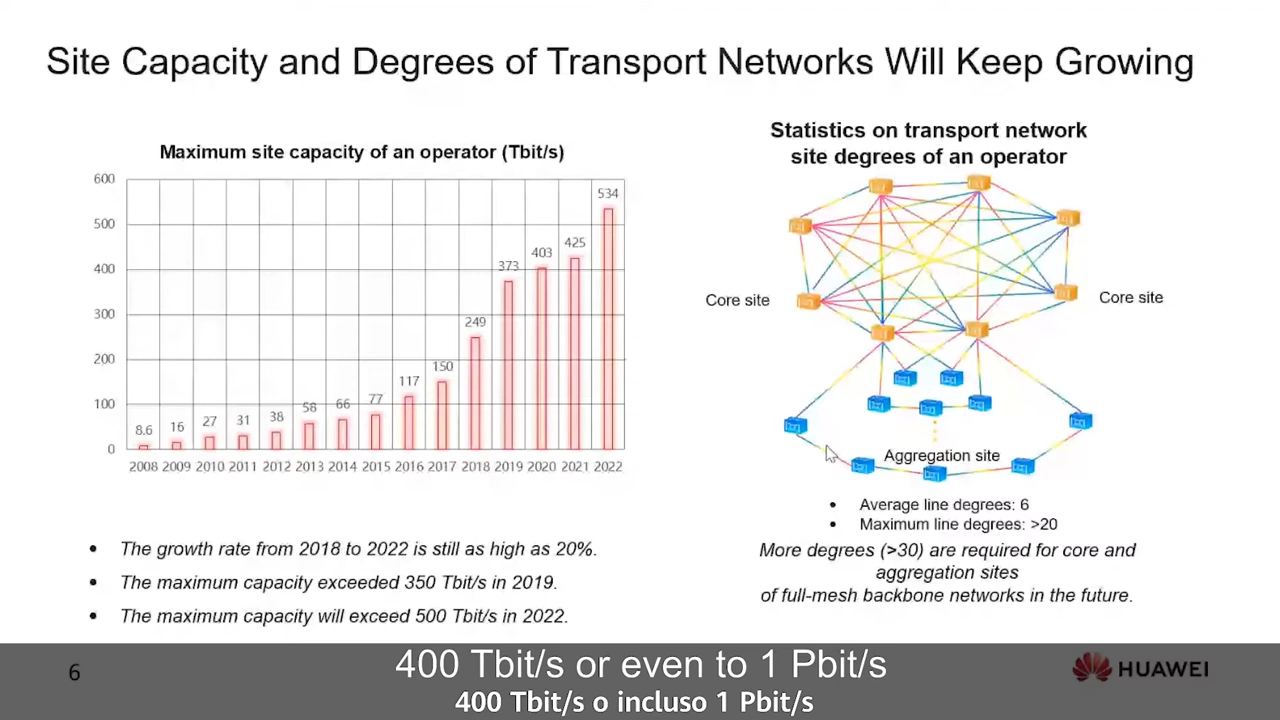 Site Capacity and Degrees of Transport Networks Will Keep Growing
Maximum site capacity of an operator (Tbit/s)
600
500
400
300
200
100
0
8.6
16
27
31
38
58
66
77
117
150
249
373
403
425
534
2008 2009 2010 2011 2012 2013 2014 2015 2016 2017 2018 2019 2020 2021 2022
• The growth rate from 2018 to 2022 is still as high as 20%.
• The maximum capacity exceeded 350 Tbit/s in 2019.
• The maximum capacity will exceed 500 Tbit/s in 2022.
Statistics on transport network
site degrees of an operator
Core site
Core site
Aggregation site
• Average line degrees: 6
• Maximum line degrees: >20
More degrees (>30) are required for core and
aggregation sites
of full-mesh backbone networks in the future.
6
400 Tbit/s or even to 1 Pbit/s
400 Tbit/s o incluso 1 Pbit/s
HUAWEI